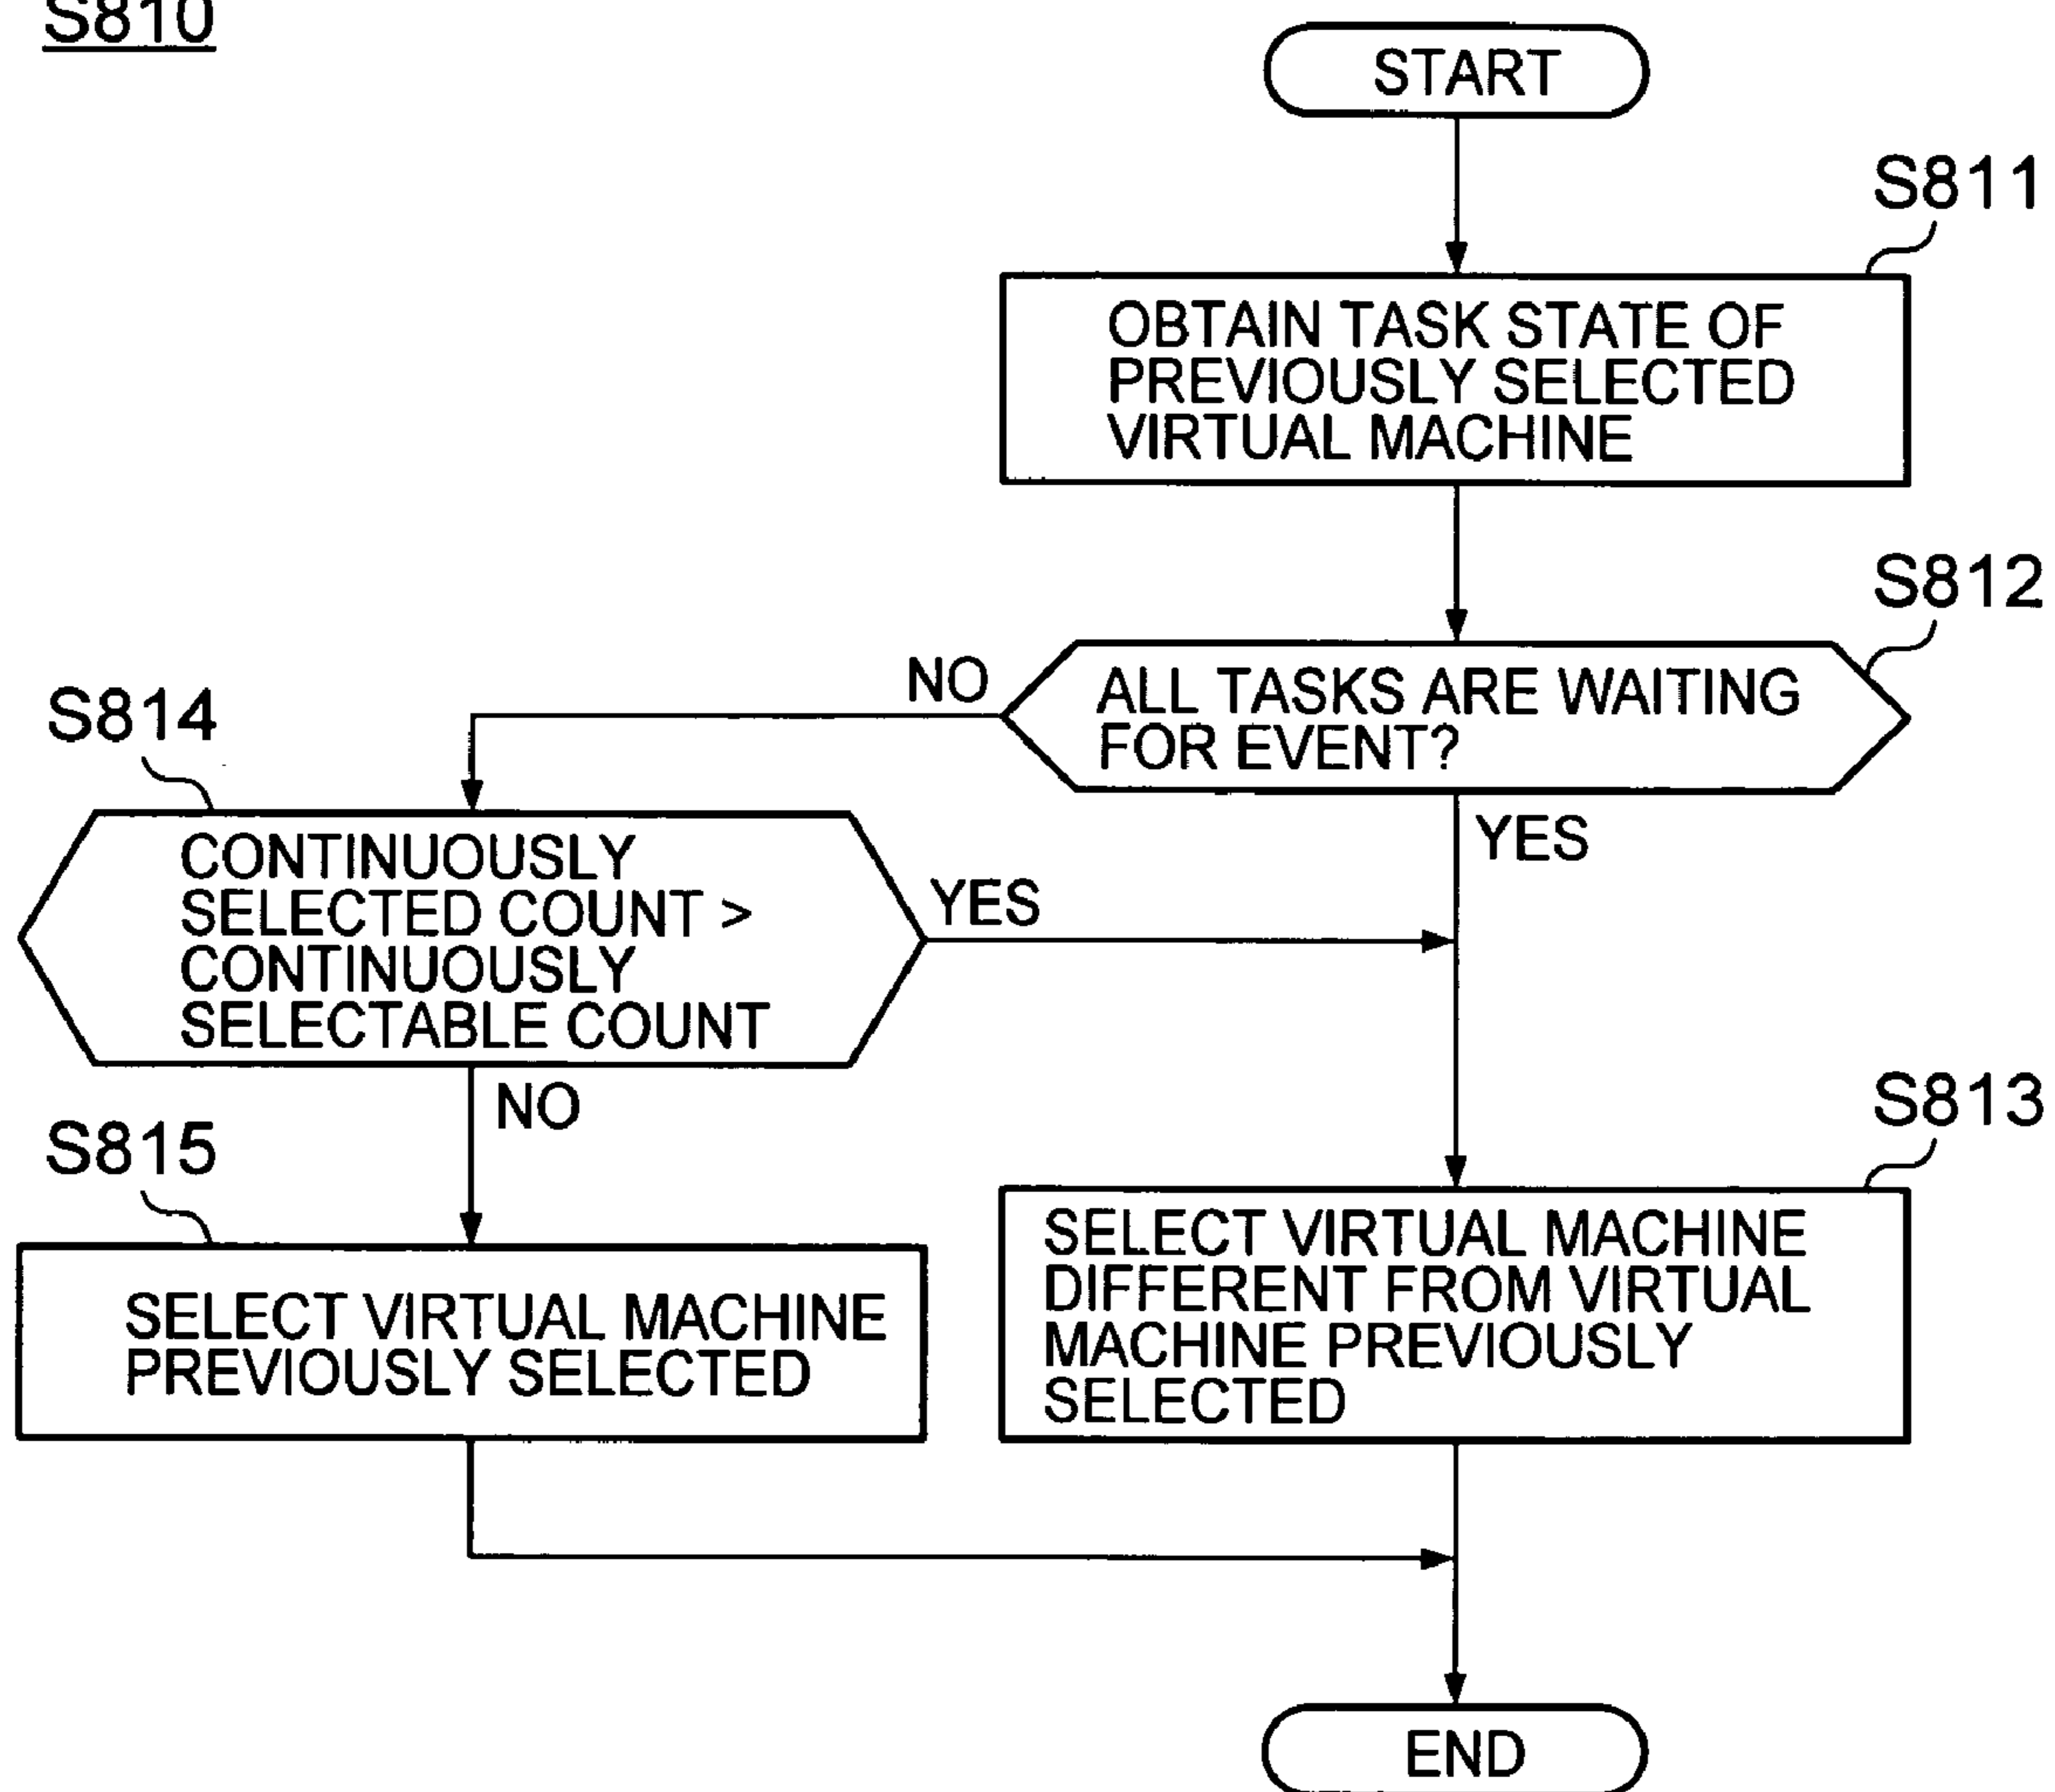 S810
START
S811
OBTAIN TASK STATE OF
PREVIOUSLY SELECTED
VIRTUAL MACHINE
S812
ALL TASKS ARE WAITING
FOR EVENT?
NO
YES
S814
CONTINUOUSLY
SELECTED COUNT >
CONTINUOUSLY
SELECTABLE COUNT
YES
NO
S815
SELECT VIRTUAL MACHINE
PREVIOUSLY SELECTED
S813
SELECT VIRTUAL MACHINE
DIFFERENT FROM VIRTUAL
MACHINE PREVIOUSLY
SELECTED
END